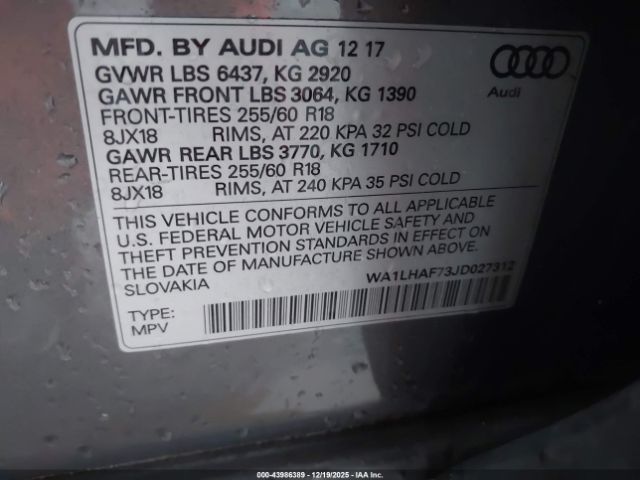 MFD. BY AUDI AG 12 17
GVWR LBS 6437, KG 2920
GAWR FRONT LBS 3064, KG 1390
FRONT-TIRES 255/60 R18
8JX18 RIMS, AT 220 KPA 32 PSI COLD
GAWR REAR LBS 3770, KG 1710
REAR-TIRES 255/60 R18
8JX18 RIMS, AT 240 KPA 35 PSI COLD
Audi
THIS VEHICLE CONFORMS TO ALL APPLICABLE
U.S. FEDERAL MOTOR VEHICLE SAFETY AND
THEFT PREVENTION STANDARDS IN EFFECT ON
THE DATE OF MANUFACTURE SHOWN ABOVE.
SLOVAKIA
WA1LHAF73JD027312
TYPE:
MPV
000-43986389 - 12/19/2025 - IAA Inc.